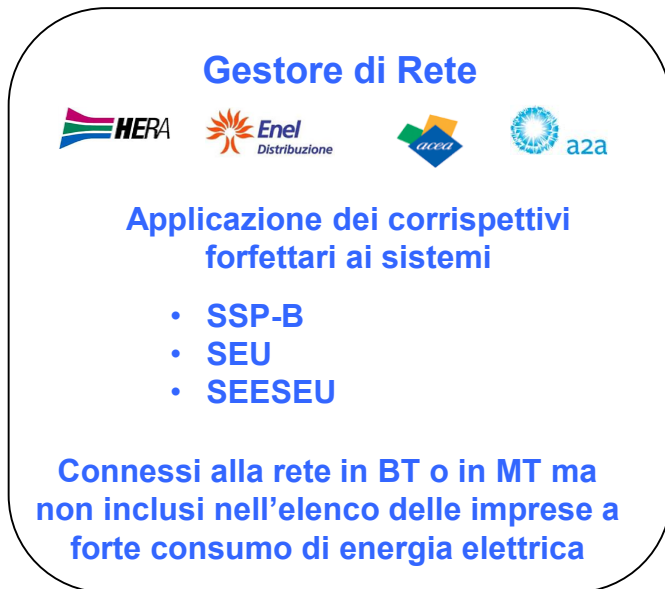 Gestore di Rete
HERA
Enel
Distribuzione
acea
a2a
Applicazione dei corrispettivi
forfettari ai sistemi
• SSP-B
• SEU
• SEESEU
Connessi alla rete in BT o in MT ma
non inclusi nell'elenco delle imprese a
forte consumo di energia elettrica